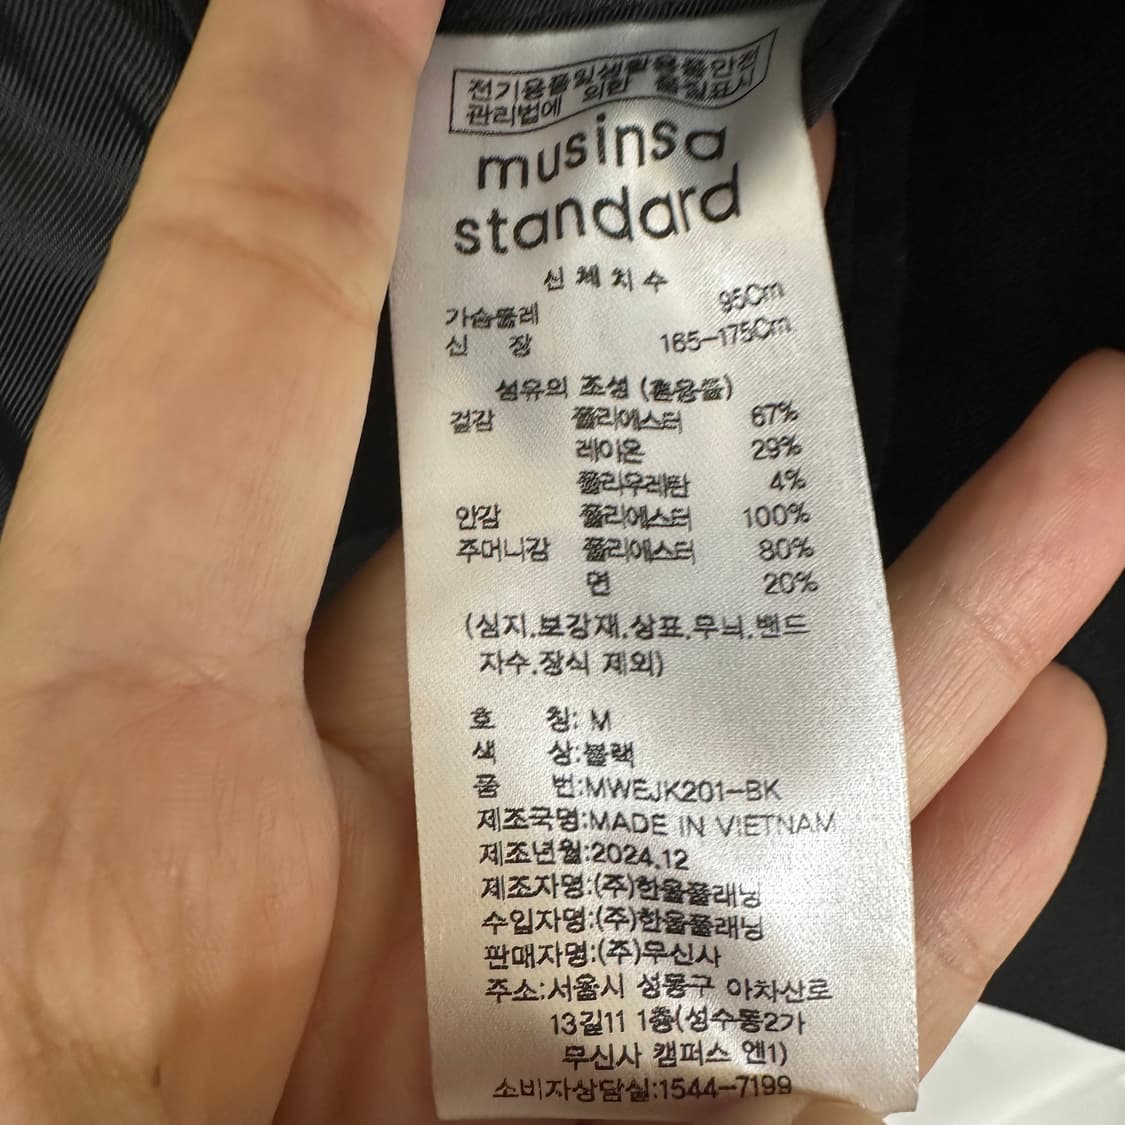 전기용품및생활용품안전
관리법에 의한 품질표시
musinsa
standard
신체치수
가슴둘레 95Cm
신 장 165-175Cm
섬유의 조성 (혼용률)
겉감 폴리에스터 67%
레이온 29%
폴리우레탄 4%
안감 폴리에스터 100%
주머니감 폴리에스터 80%
면 20%
(심지.보강재.상표.무늬.밴드
자수.장식 제외)
호 칭: M
색 상:블랙
품 번:MWEJK201-BK
제조국명:MADE IN VIETNAM
제조년월:2024.12
제조자명:(주)한울플래닝
수입자명:(주)한울플래닝
판매자명:(주)무신사
주소:서울시 성동구 아차산로
13길11 1층(성수동2가
무신사 캠퍼스 엔1)
소비자상담실:1544-7199